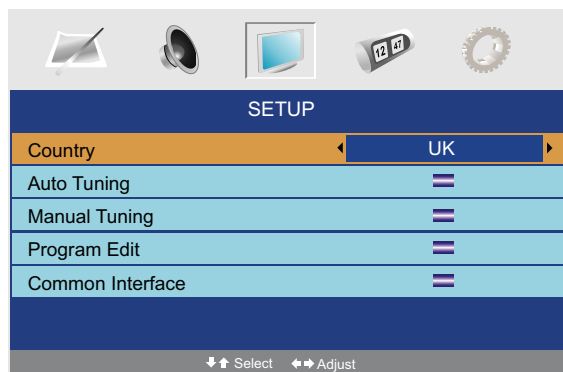 12 47
SETUP
Country UK
Auto Tuning
Manual Tuning
Program Edit
Common Interface
Select Adjust